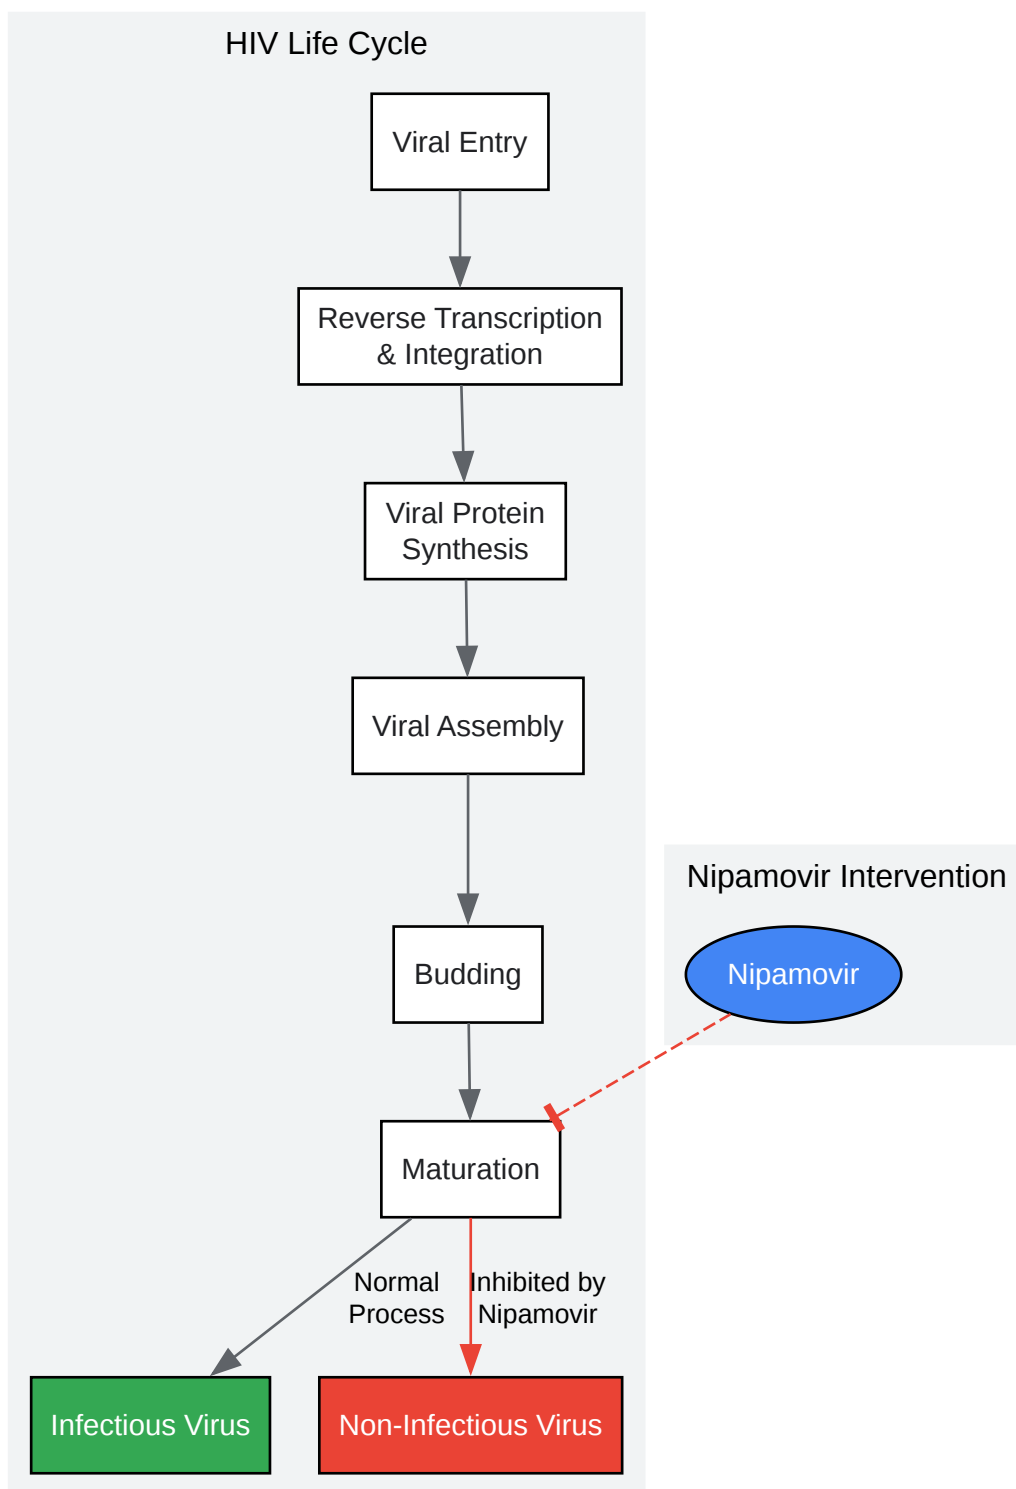 HIV Life Cycle
Viral Entry
Reverse Transcription
& Integration
Viral Protein
Synthesis
Viral Assembly
Nipamovir Intervention
Budding
Nipamovir
Maturation
Normal
Process
Inhibited by
Nipamovir
Infectious Virus
Non-Infectious Virus